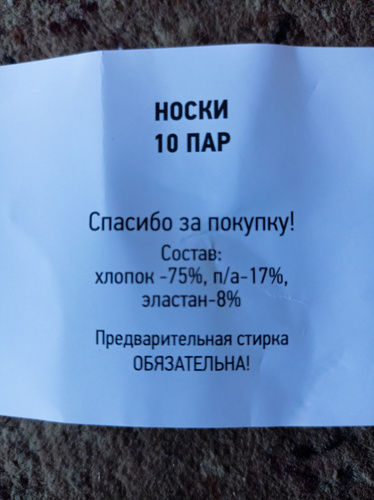 НОСКИ
10 ПАР
Спасибо за покупку!
Состав:
хлопок -75%, п/а-17%,
эластан-8%
Предварительная стирка
ОБЯЗАТЕЛЬНА!